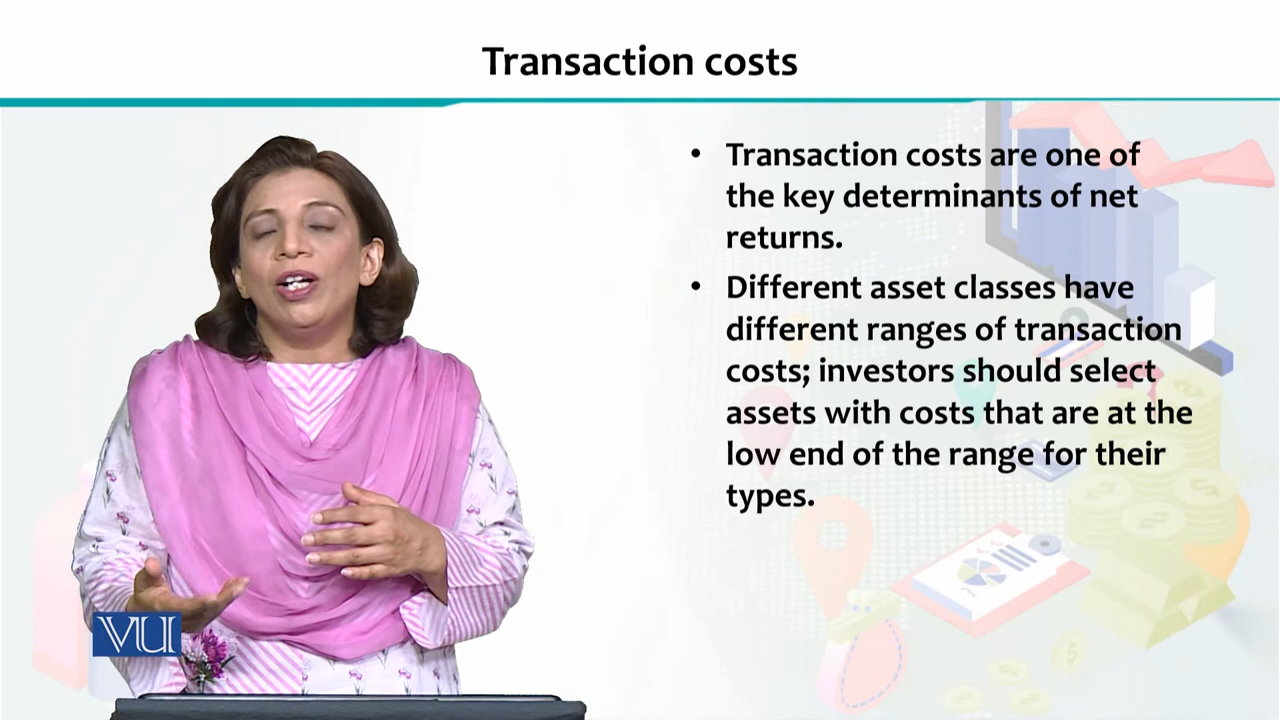 Transaction costs
• Transaction costs are one of
the key determinants of net
returns.
• Different asset classes have
different ranges of transaction
costs; investors should select
assets with costs that are at the
low end of the range for their
types.
VU